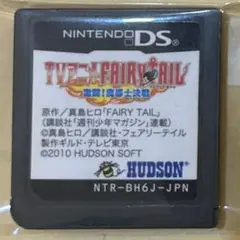 NINTENDO DS
TVアニメ FAIRY TAIL
激闘!魔導士決戦
原作/真島ヒロ「FAIRY TAIL」
(講談社「週刊少年マガジン」連載)
©真島ヒロ/講談社・フェアリーテイル
製作ギルド・テレビ東京
©2010 HUDSON SOFT
HUDSON
NTR-BH6J-JPN